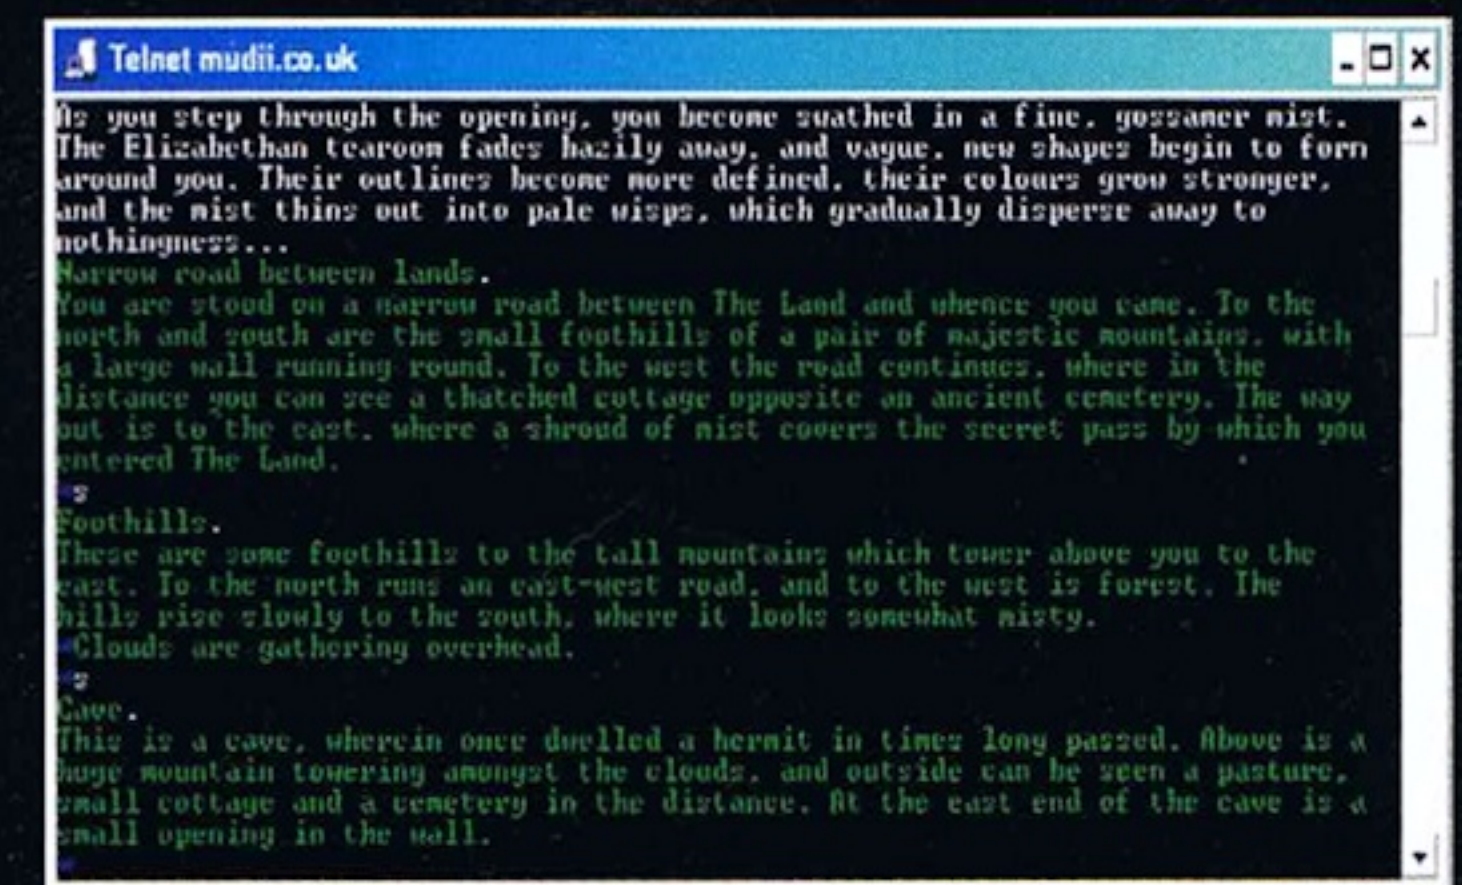 Telnet mudii.co.uk
As you step through the opening, you become swathed in a fine, gossamer mist.
The Elizabethan tearoom fades hazily away, and vague, new shapes begin to form
around you. Their outlines become more defined, their colours grow stronger,
and the mist thins out into pale wisps, which gradually disperse away to
nothingness...
Narrow road between lands.
You are stood on a narrow road between The Land and whence you came. To the
north and south are the small foothills of a pair of majestic mountains, with
a large wall running round. To the west the road continues, where in the
distance you can see a thatched cottage opposite an ancient cemetery. The way
out is to the east, where a shroud of mist covers the secret pass by which you
entered The Land.
*s
Foothills.
These are some foothills to the tall mountains which tower above you to the
east. To the north runs an east-west road, and to the west is forest. The
hills rise slowly to the south, where it looks somewhat misty.
*Clouds are gathering overhead.
*s
Cave.
This is a cave, wherein once dwelled a hermit in times long passed. Above is a
huge mountain towering amongst the clouds, and outside can be seen a pasture,
small cottage and a cemetery in the distance. At the east end of the cave is a
small opening in the wall.
*